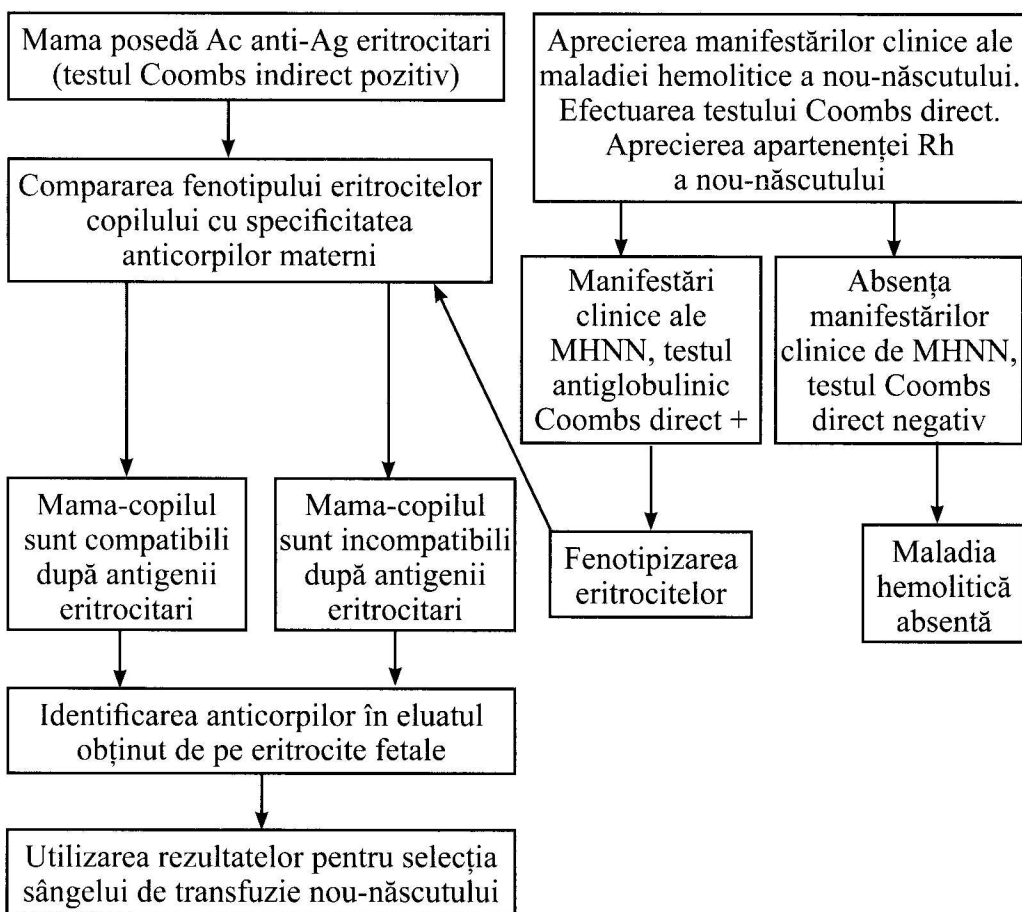 Mama posedă Ac anti-Ag eritrocitari
(testul Coombs indirect pozitiv)
Aprecierea manifestărilor clinice ale
maladiei hemolitice a nou-născutului.
Efectuarea testului Coombs direct.
Aprecierea apartenenței Rh
a nou-născutului
Compararea fenotipului eritrocitelor
copilului cu specificitatea
anticorpilor materni
Manifestări
clinice ale
MHNN, testul
antiglobulinic
Coombs direct +
Absența
manifestărilor
clinice de MHNN,
testul Coombs
direct negativ
Mama-copilul
sunt compatibili
după antigenii
eritrocitari
Mama-copilul
sunt incompatibili
după antigenii
eritrocitari
Fenotipizarea
eritrocitelor
Maladia
hemolitică
absentă
Identificarea anticorpilor în eluatul
obținut de pe eritrocite fetale
Utilizarea rezultatelor pentru selecția
sângelui de transfuzie nou-născutului